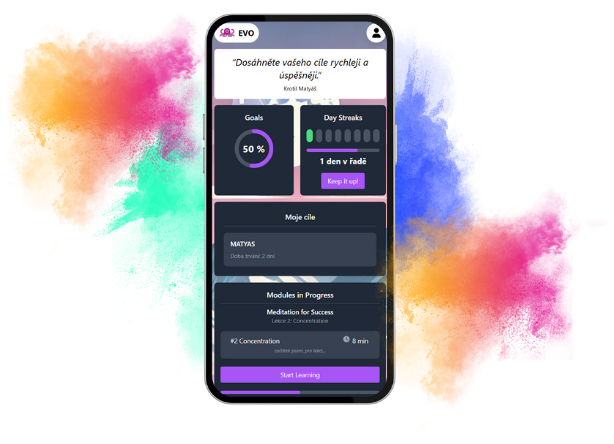 EVO
"Dosáhněte vašeho cíle rychleji a
úspěšněji."
Krotil Matyáš
Goals
Day Streaks
50 %
1 den v řadě
Keep it up!
Moje cíle
MATYAS
Doba trvání: 2 dní
Modules in Progress
Meditation for Success
Lekce 2: Concentration
#2 Concentration
8 min
Start Learning